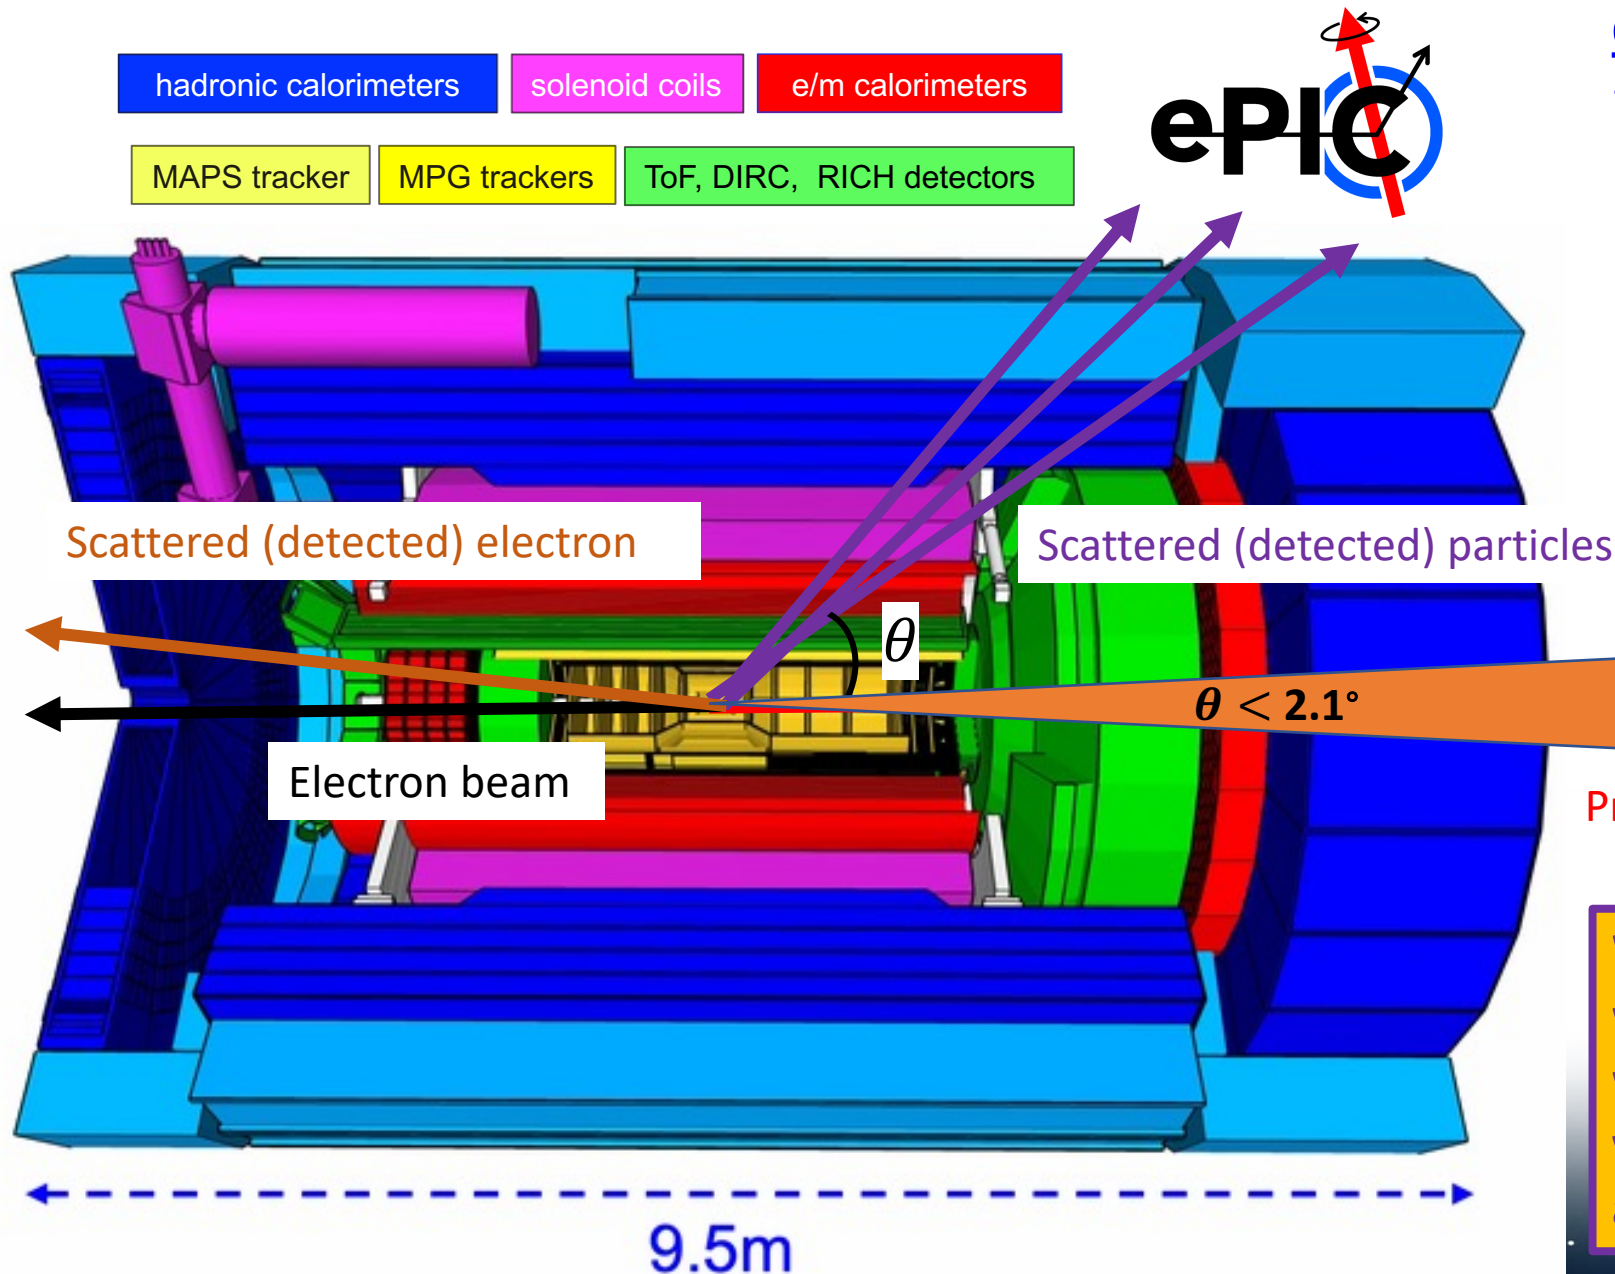 hadronic calorimeters
solenoid coils
e/m calorimeters
MAPS tracker
MPG trackers
ToF, DIRC, RICH detectors
ePIC
Scattered (detected) electron
Scattered (detected) particles
θ
θ < 2.1°
Electron beam
9.5m